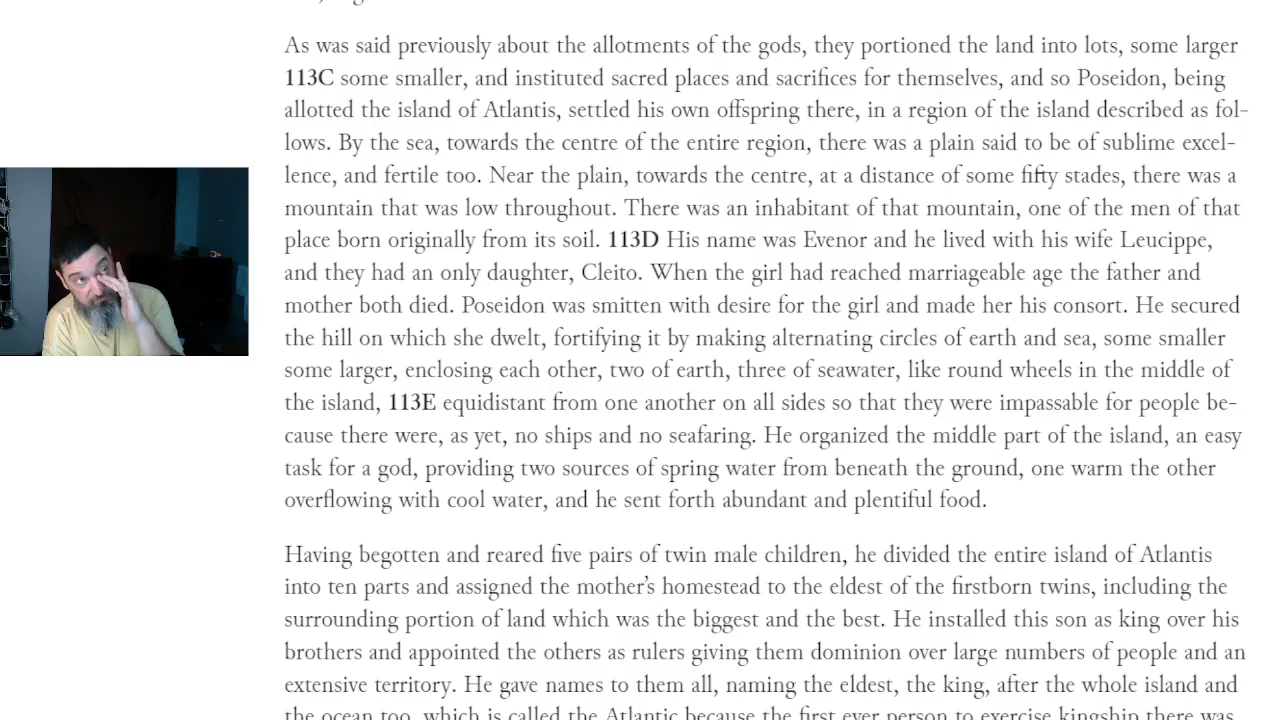 As was said previously about the allotments of the gods, they portioned the land into lots, some larger
113C some smaller, and instituted sacred places and sacrifices for themselves, and so Poseidon, being
allotted the island of Atlantis, settled his own offspring there, in a region of the island described as fol-
lows. By the sea, towards the centre of the entire region, there was a plain said to be of sublime excel-
lence, and fertile too. Near the plain, towards the centre, at a distance of some fifty stades, there was a
mountain that was low throughout. There was an inhabitant of that mountain, one of the men of that
place born originally from its soil. 113D His name was Evenor and he lived with his wife Leucippe,
and they had an only daughter, Cleito. When the girl had reached marriageable age the father and
mother both died. Poseidon was smitten with desire for the girl and made her his consort. He secured
the hill on which she dwelt, fortifying it by making alternating circles of earth and sea, some smaller
some larger, enclosing each other, two of earth, three of seawater, like round wheels in the middle of
the island, 113E equidistant from one another on all sides so that they were impassable for people be-
cause there were, as yet, no ships and no seafaring. He organized the middle part of the island, an easy
task for a god, providing two sources of spring water from beneath the ground, one warm the other
overflowing with cool water, and he sent forth abundant and plentiful food.
Having begotten and reared five pairs of twin male children, he divided the entire island of Atlantis
into ten parts and assigned the mother's homestead to the eldest of the firstborn twins, including the
surrounding portion of land which was the biggest and the best. He installed this son as king over his
brothers and appointed the others as rulers giving them dominion over large numbers of people and an
extensive territory. He gave names to them all, naming the eldest, the king, after the whole island and
the ocean too, which is called the Atlantic because the first ever person to exercise kingship there was